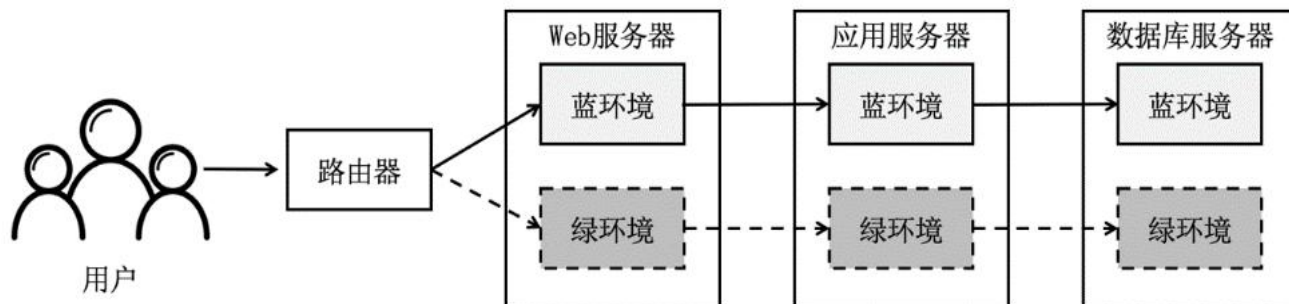 Web服务器
应用服务器
数据库服务器
蓝环境
蓝环境
蓝环境
路由器
绿环境
绿环境
绿环境
用户